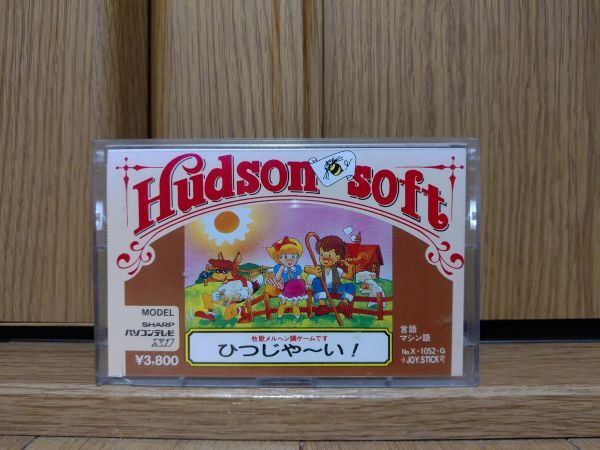 Hudson soft
MODEL
SHARP
パソコンテレビ
X1
¥3,800
牧歌メルヘン調ゲームです
ひつじや〜い!
言語
マシン語
No.X-1052-G
※JOY.STICK可